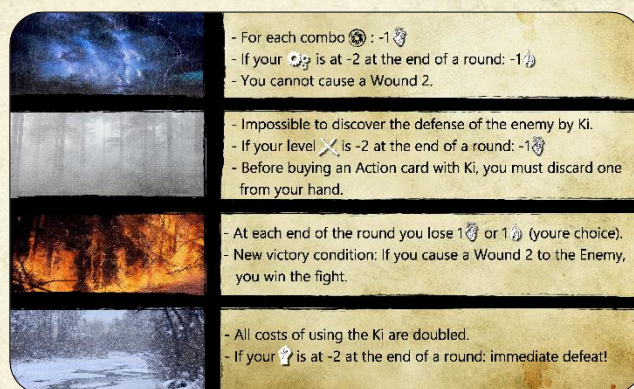 - For each combo : -1
- If your is at -2 at the end of a round: -1
- You cannot cause a Wound 2.
- Impossible to discover the defense of the enemy by Ki.
- If your level is -2 at the end of a round: -1
- Before buying an Action card with Ki, you must discard one
from your hand.
- At each end of the round you lose 1 or 1 (youre choice).
- New victory condition: If you cause a Wound 2 to the Enemy,
you win the fight.
- All costs of using the Ki are doubled.
- If your is at -2 at the end of a round: immediate defeat!